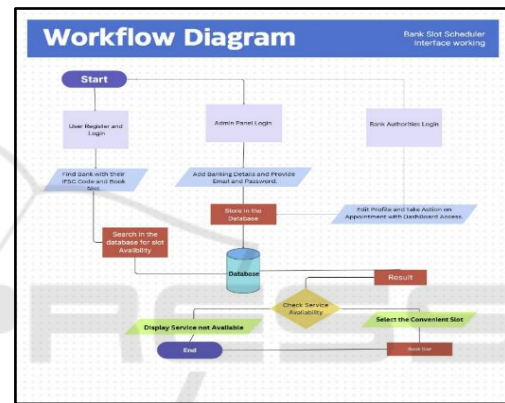 Workflow Diagram
Bank Slot Scheduler
Interface working
Start
User Register and
Login
Admin Panel Login
Bank Authorities Login
Find Bank with their
IFSC Code and Book
Slot.
Add Banking Details and Provide
Email and Password.
Store in the
Database
Edit Profile and take Action on
Appointment with Dashboard Access.
Search in the
database for slot
Avalibility
Database
Result
Check Service
Avaliability
Display Service not Available
Select the Convenient Slot
End
Book Slot